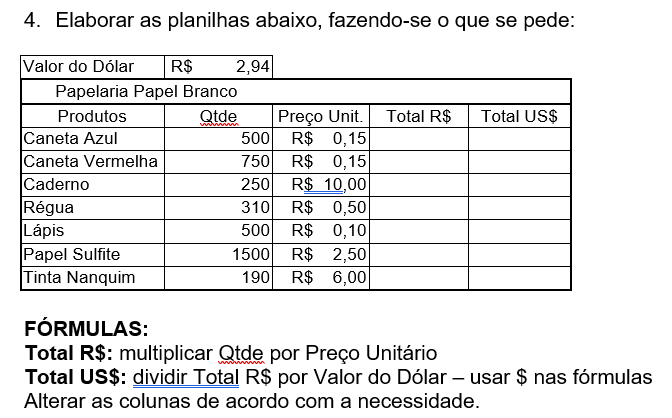 4. Elaborar as planilhas abaixo, fazendo-se o que se pede:
Valor do Dólar R$ 2,94
Papelaria Papel Branco
Produtos Qtde Preço Unit. Total R$ Total US$
Caneta Azul 500 R$ 0,15
Caneta Vermelha 750 R$ 0,15
Caderno 250 R$ 10,00
Régua 310 R$ 0,50
Lápis 500 R$ 0,10
Papel Sulfite 1500 R$ 2,50
Tinta Nanquim 190 R$ 6,00
FÓRMULAS:
Total R$: multiplicar Qtde por Preço Unitário
Total US$: dividir Total R$ por Valor do Dólar – usar $ nas fórmulas
Alterar as colunas de acordo com a necessidade.